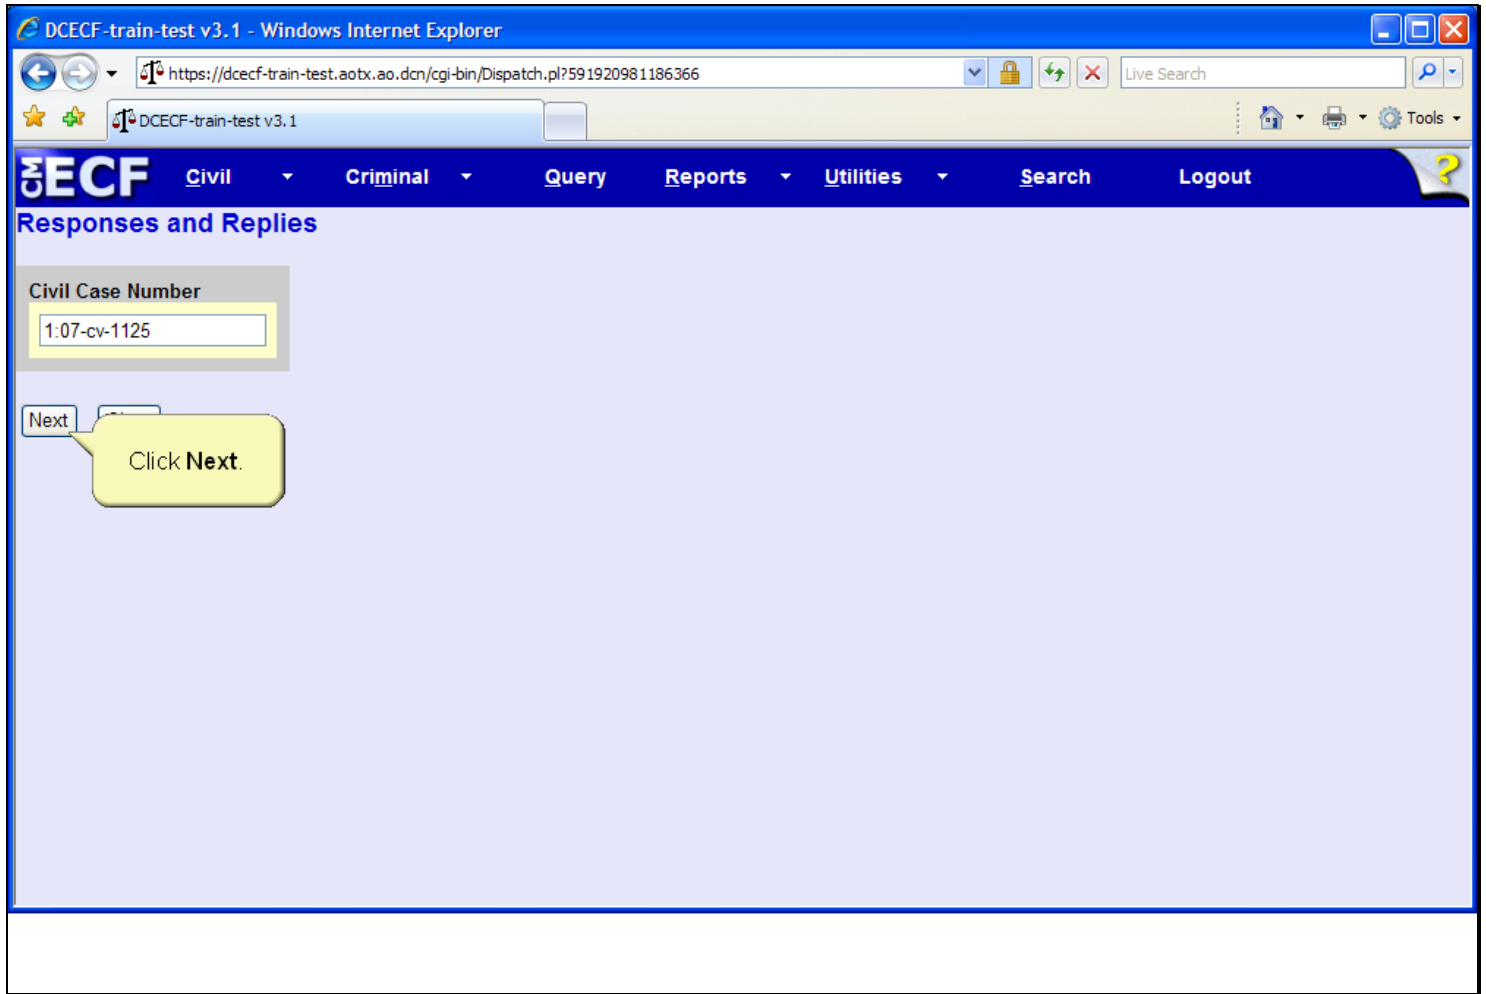 DCECF-train-test v3.1 - Windows Internet Explorer
https://dcecf-train-test.aotx.ao.dcn/cgi-bin/Dispatch.pl?591920981186366
Live Search
DCECF-train-test v3.1
Tools
CM ECF Civil Criminal Query Reports Utilities Search Logout ?
Responses and Replies
Civil Case Number
1:07-cv-1125
Next
Click Next.